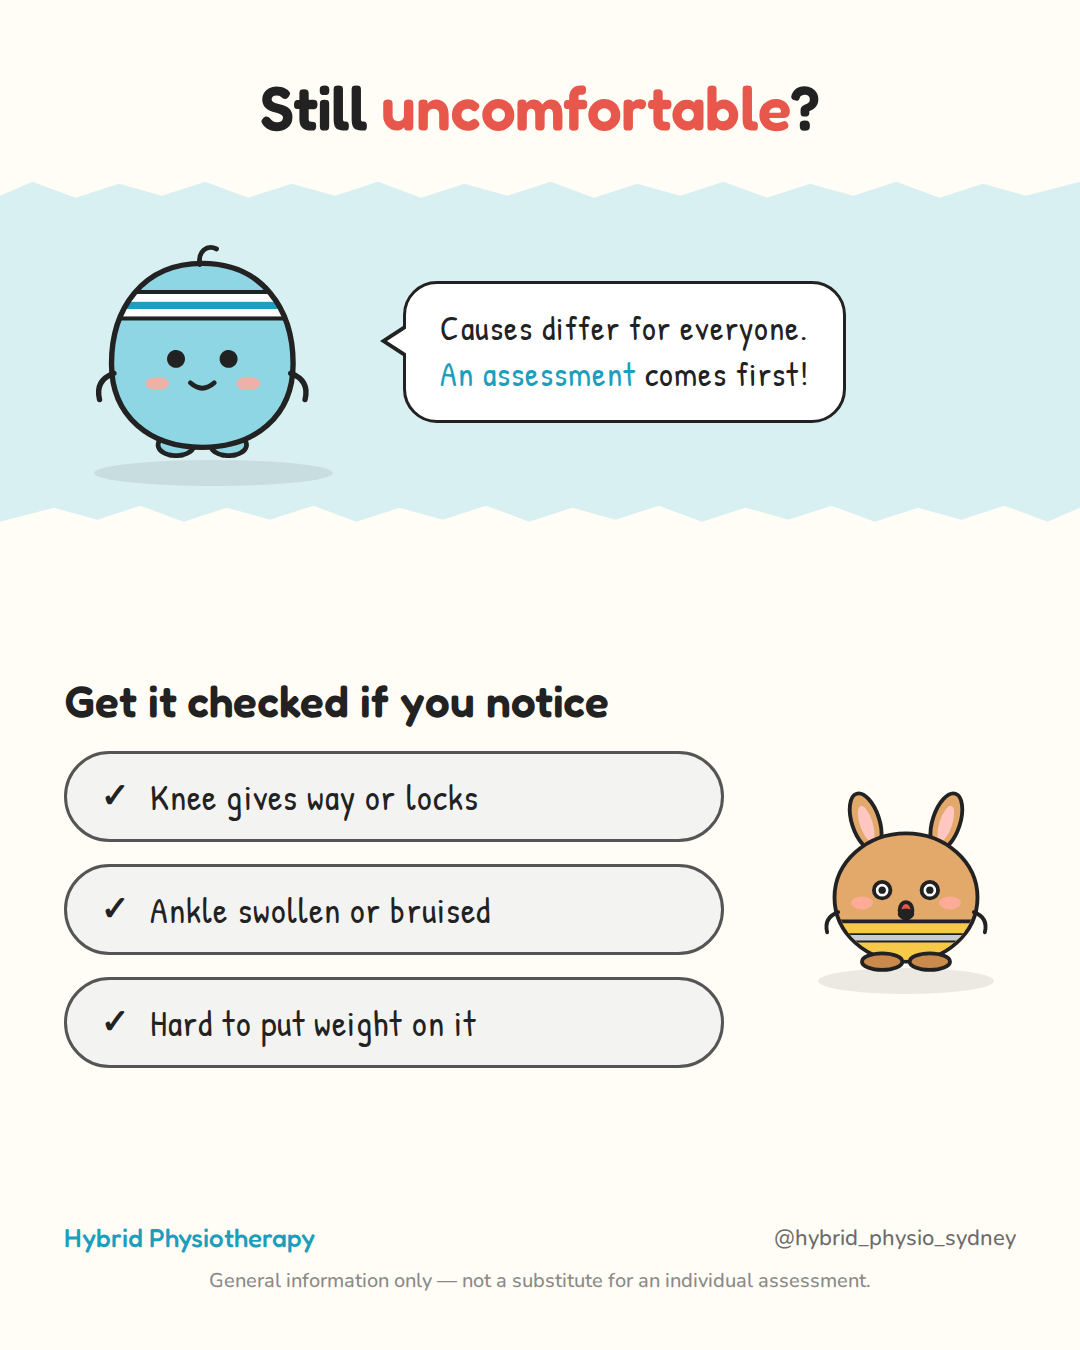 Still uncomfortable?
Causes differ for everyone.
An assessment comes first!
Get it checked if you notice
✓ Knee gives way or locks
✓ Ankle swollen or bruised
✓ Hard to put weight on it
Hybrid Physiotherapy
@hybrid_physio_sydney
General information only — not a substitute for an individual assessment.